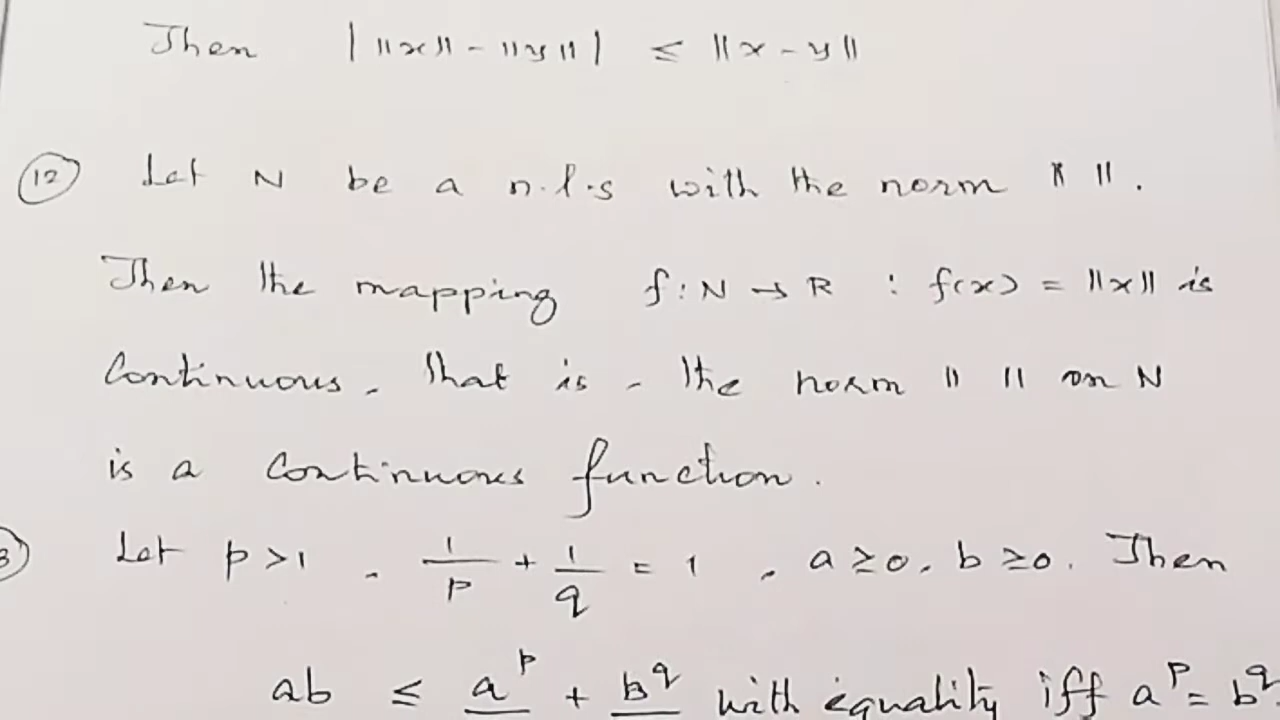 Then | ||x|| - ||y|| | ≤ ||x - y||
(12) Let N be a n.l.s with the norm || ||.
Then the mapping f : N → R : f(x) = ||x|| is
Continuous. That is - the norm || || on N
is a continuous function.
3) Let p > 1, 1/p + 1/q = 1, a ≥ 0, b ≥ 0. Then
ab ≤ a^p + b^q with equality iff a^p = b^q.